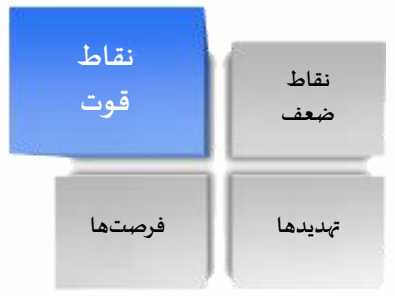 نقاط
قوت
نقاط
ضعف
فرصت‌ها
تهدیدها